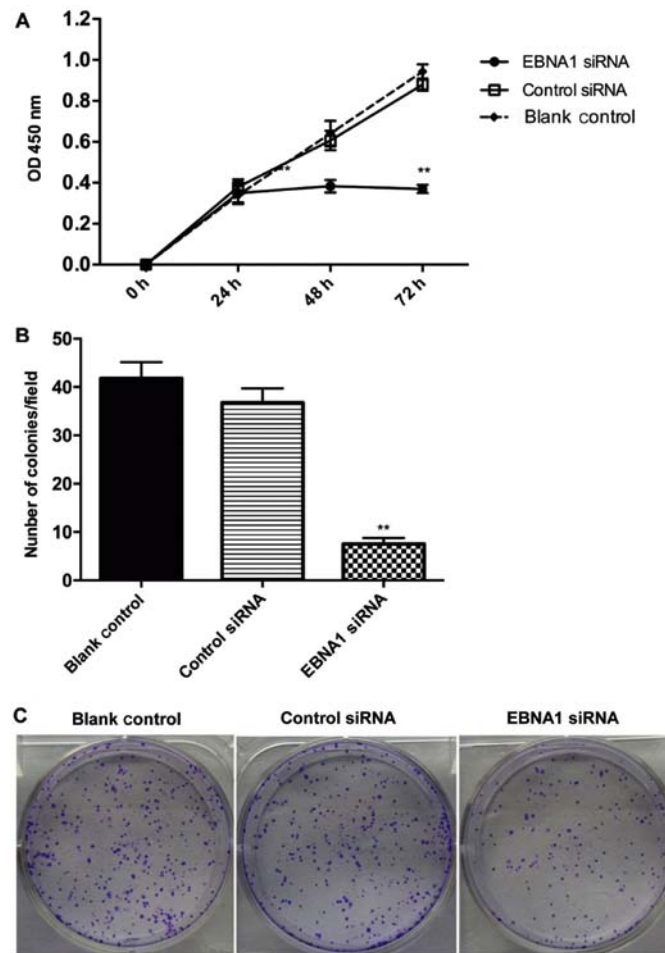 A
OD 450 nm
1.2
1.0
0.8
0.6
0.4
0.2
0.0
**
**
0 h
24 h
48 h
72 h
EBNA1 siRNA
Control siRNA
Blank control
B
Nunber of colonies/field
50
40
30
20
10
0
**
Blank control
Control siRNA
EBNA1 siRNA
C
Blank control
Control siRNA
EBNA1 siRNA